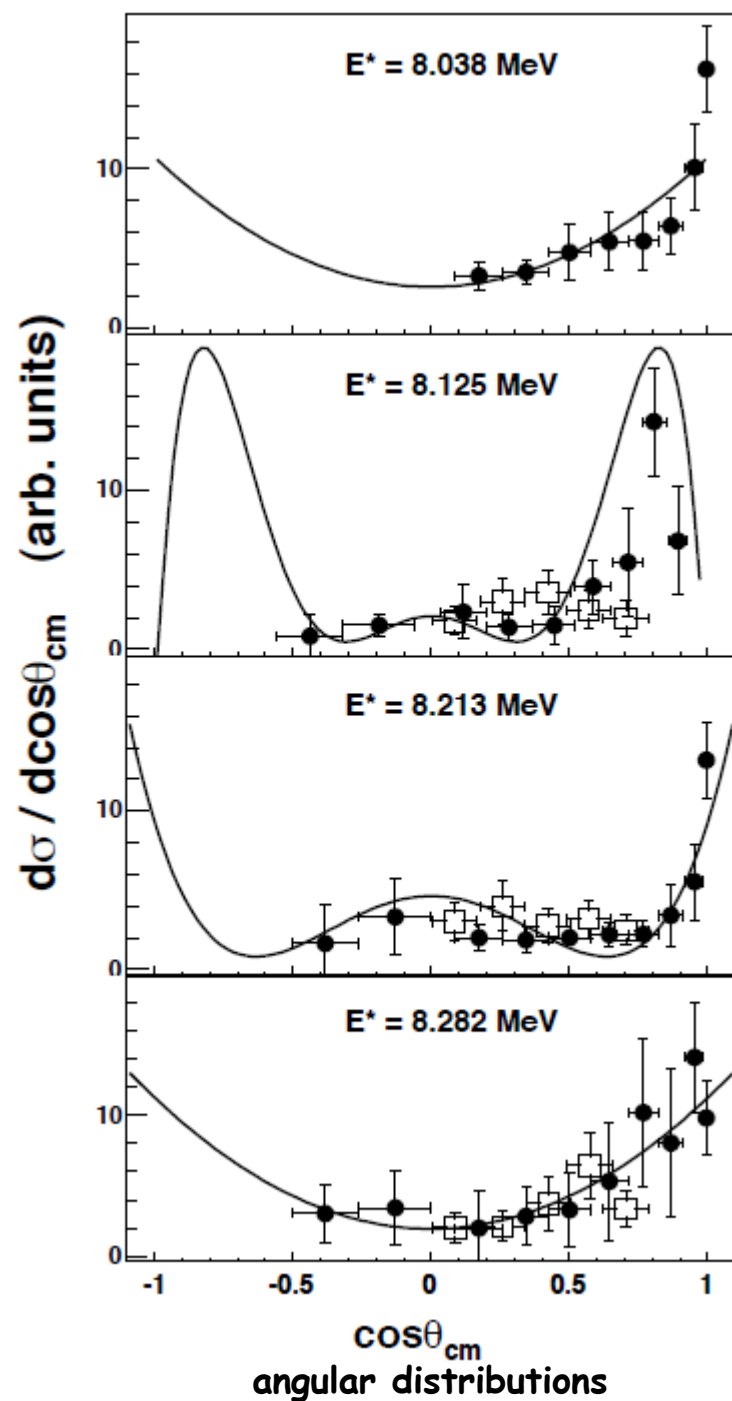 E* = 8.038 MeV
10
0
E* = 8.125 MeV
10
0
E* = 8.213 MeV
10
0
E* = 8.282 MeV
10
0
-1 -0.5 0 0.5 1
cosθcm
angular distributions
dσ / dcosθcm (arb. units)